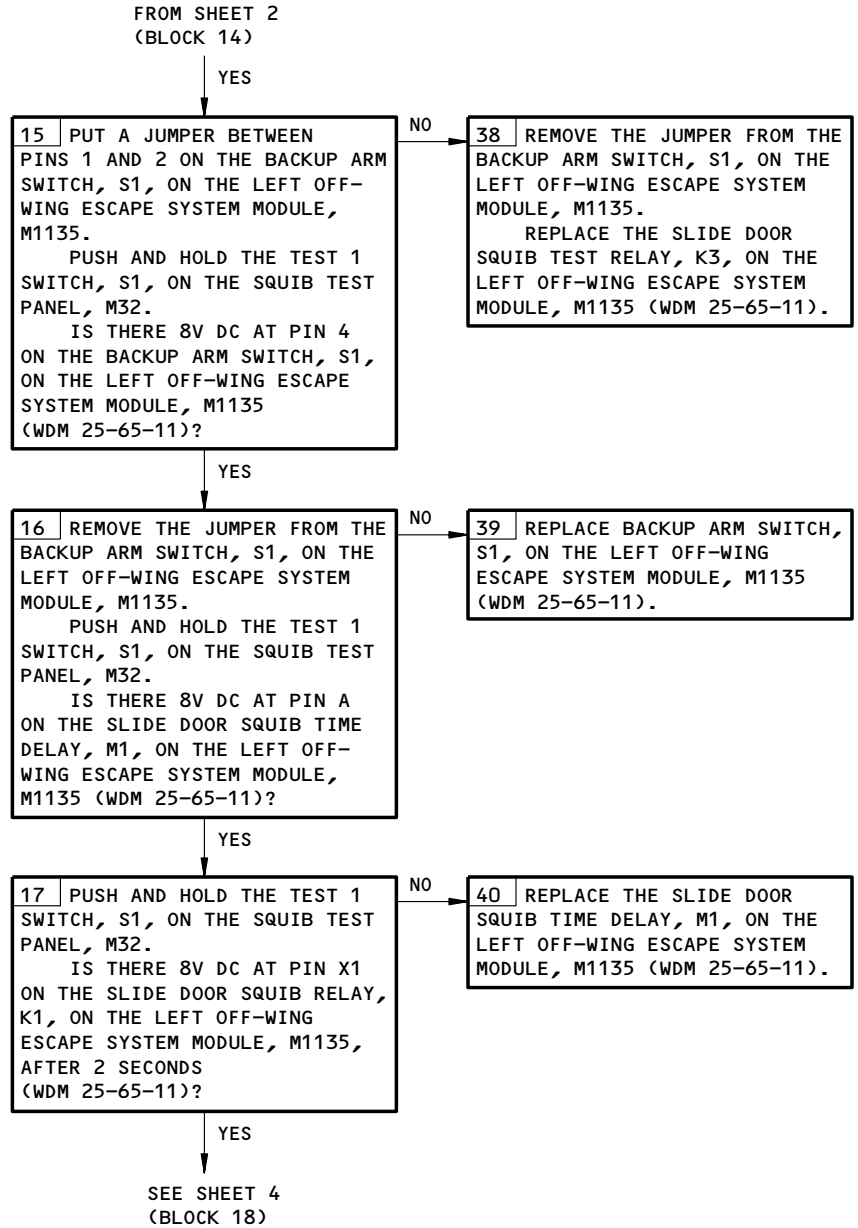 FROM SHEET 2
(BLOCK 14)
YES
15 PUT A JUMPER BETWEEN
PINS 1 AND 2 ON THE BACKUP ARM
SWITCH, S1, ON THE LEFT OFF-
WING ESCAPE SYSTEM MODULE,
M1135.
PUSH AND HOLD THE TEST 1
SWITCH, S1, ON THE SQUIB TEST
PANEL, M32.
IS THERE 8V DC AT PIN 4
ON THE BACKUP ARM SWITCH, S1,
ON THE LEFT OFF-WING ESCAPE
SYSTEM MODULE, M1135
(WDM 25-65-11)?
NO
38 REMOVE THE JUMPER FROM THE
BACKUP ARM SWITCH, S1, ON THE
LEFT OFF-WING ESCAPE SYSTEM
MODULE, M1135.
REPLACE THE SLIDE DOOR
SQUIB TEST RELAY, K3, ON THE
LEFT OFF-WING ESCAPE SYSTEM
MODULE, M1135 (WDM 25-65-11).
YES
16 REMOVE THE JUMPER FROM THE
BACKUP ARM SWITCH, S1, ON THE
LEFT OFF-WING ESCAPE SYSTEM
MODULE, M1135.
PUSH AND HOLD THE TEST 1
SWITCH, S1, ON THE SQUIB TEST
PANEL, M32.
IS THERE 8V DC AT PIN A
ON THE SLIDE DOOR SQUIB TIME
DELAY, M1, ON THE LEFT OFF-
WING ESCAPE SYSTEM MODULE,
M1135 (WDM 25-65-11)?
NO
39 REPLACE BACKUP ARM SWITCH,
S1, ON THE LEFT OFF-WING
ESCAPE SYSTEM MODULE, M1135
(WDM 25-65-11).
YES
17 PUSH AND HOLD THE TEST 1
SWITCH, S1, ON THE SQUIB TEST
PANEL, M32.
IS THERE 8V DC AT PIN X1
ON THE SLIDE DOOR SQUIB RELAY,
K1, ON THE LEFT OFF-WING
ESCAPE SYSTEM MODULE, M1135,
AFTER 2 SECONDS
(WDM 25-65-11)?
NO
40 REPLACE THE SLIDE DOOR
SQUIB TIME DELAY, M1, ON THE
LEFT OFF-WING ESCAPE SYSTEM
MODULE, M1135 (WDM 25-65-11).
YES
SEE SHEET 4
(BLOCK 18)